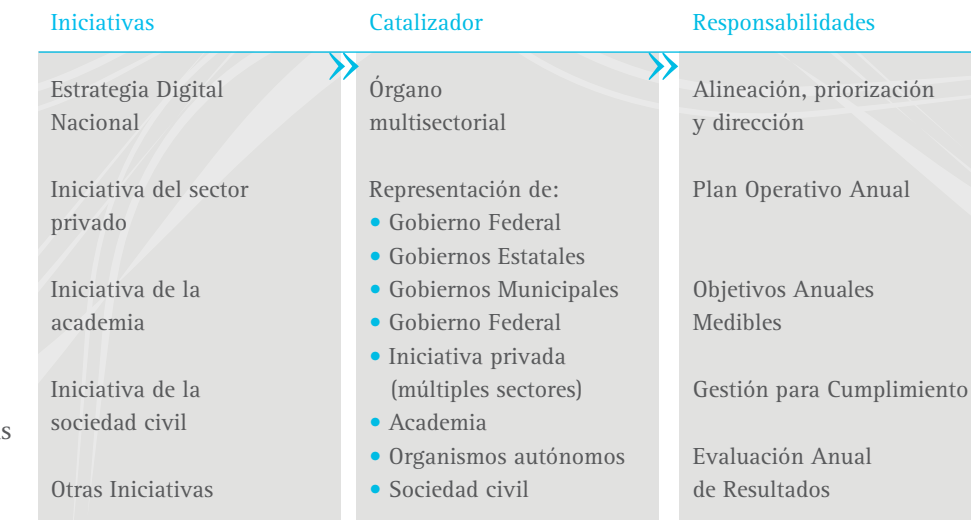 Iniciativas
Estrategia Digital
Nacional
Iniciativa del sector
privado
Iniciativa de la
academia
Iniciativa de la
sociedad civil
Otras Iniciativas
Catalizador
Órgano
multisectorial
Representación de:
• Gobierno Federal
• Gobiernos Estatales
• Gobiernos Municipales
• Gobierno Federal
• Iniciativa privada
(múltiples sectores)
• Academia
• Organismos autónomos
• Sociedad civil
Responsabilidades
Alineación, priorización
y dirección
Plan Operativo Anual
Objetivos Anuales
Medibles
Gestión para Cumplimiento
Evaluación Anual
de Resultados